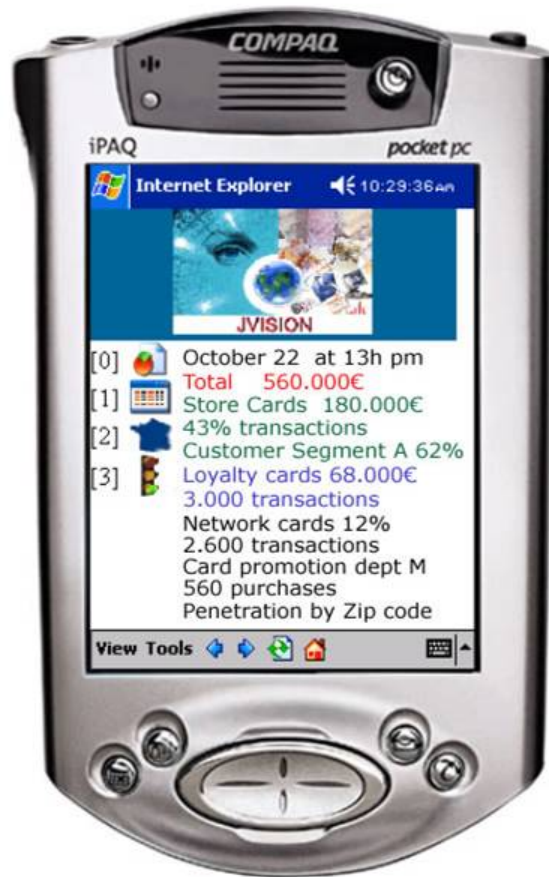 COMPAQ
iPAQ pocket pc
Internet Explorer 10:29:36AM
JVISION
[0] October 22 at 13h pm
Total 560.000€
[1] Store Cards 180.000€
[2] 43% transactions
Customer Segment A 62%
[3] Loyalty cards 68.000€
3.000 transactions
Network cards 12%
2.600 transactions
Card promotion dept M
560 purchases
Penetration by Zip code
View Tools